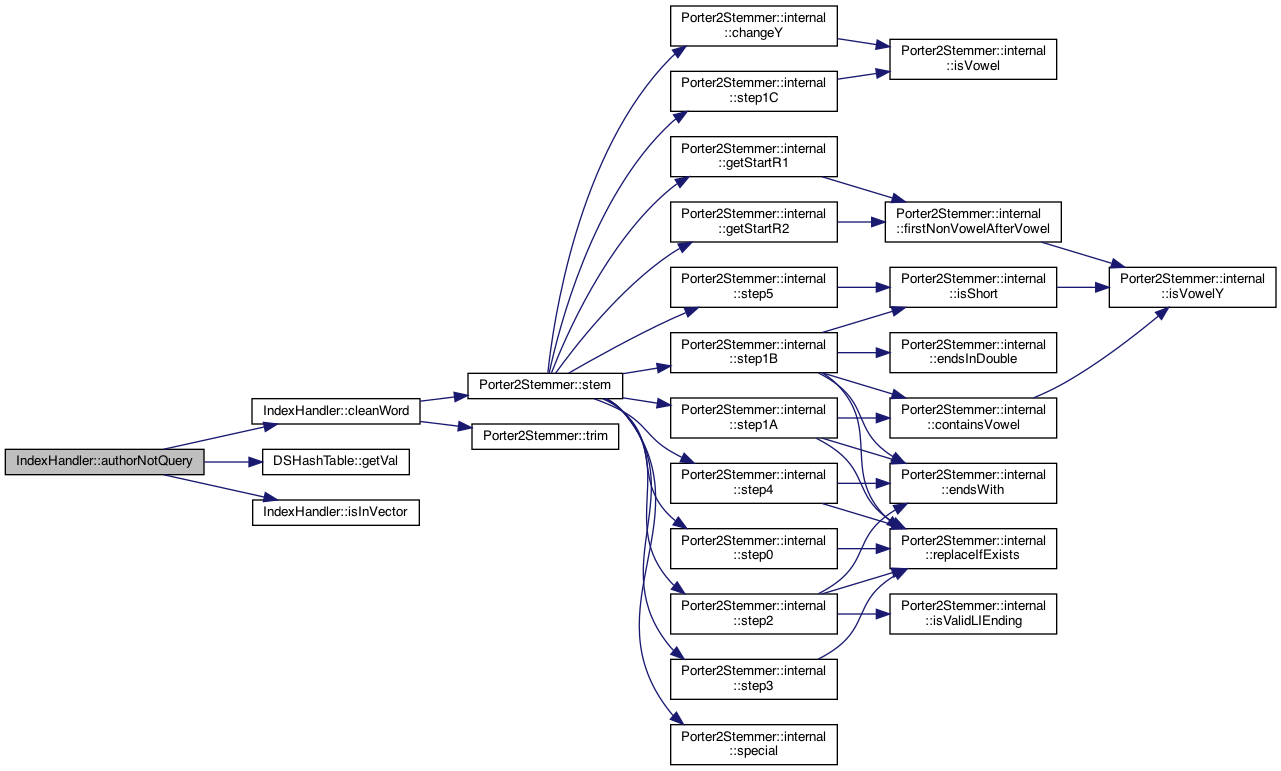 IndexHandler::authorNotQuery
IndexHandler::cleanWord
DSHashTable::getVal
IndexHandler::isInVector
Porter2Stemmer::stem
Porter2Stemmer::trim
Porter2Stemmer::internal
::changeY
Porter2Stemmer::internal
::step1C
Porter2Stemmer::internal
::getStartR1
Porter2Stemmer::internal
::getStartR2
Porter2Stemmer::internal
::step5
Porter2Stemmer::internal
::step1B
Porter2Stemmer::internal
::step1A
Porter2Stemmer::internal
::step4
Porter2Stemmer::internal
::step0
Porter2Stemmer::internal
::step2
Porter2Stemmer::internal
::step3
Porter2Stemmer::internal
::special
Porter2Stemmer::internal
::isVowel
Porter2Stemmer::internal
::firstNonVowelAfterVowel
Porter2Stemmer::internal
::isShort
Porter2Stemmer::internal
::endsInDouble
Porter2Stemmer::internal
::containsVowel
Porter2Stemmer::internal
::endsWith
Porter2Stemmer::internal
::replaceIfExists
Porter2Stemmer::internal
::isValidLIEnding
Porter2Stemmer::internal
::isVowelY